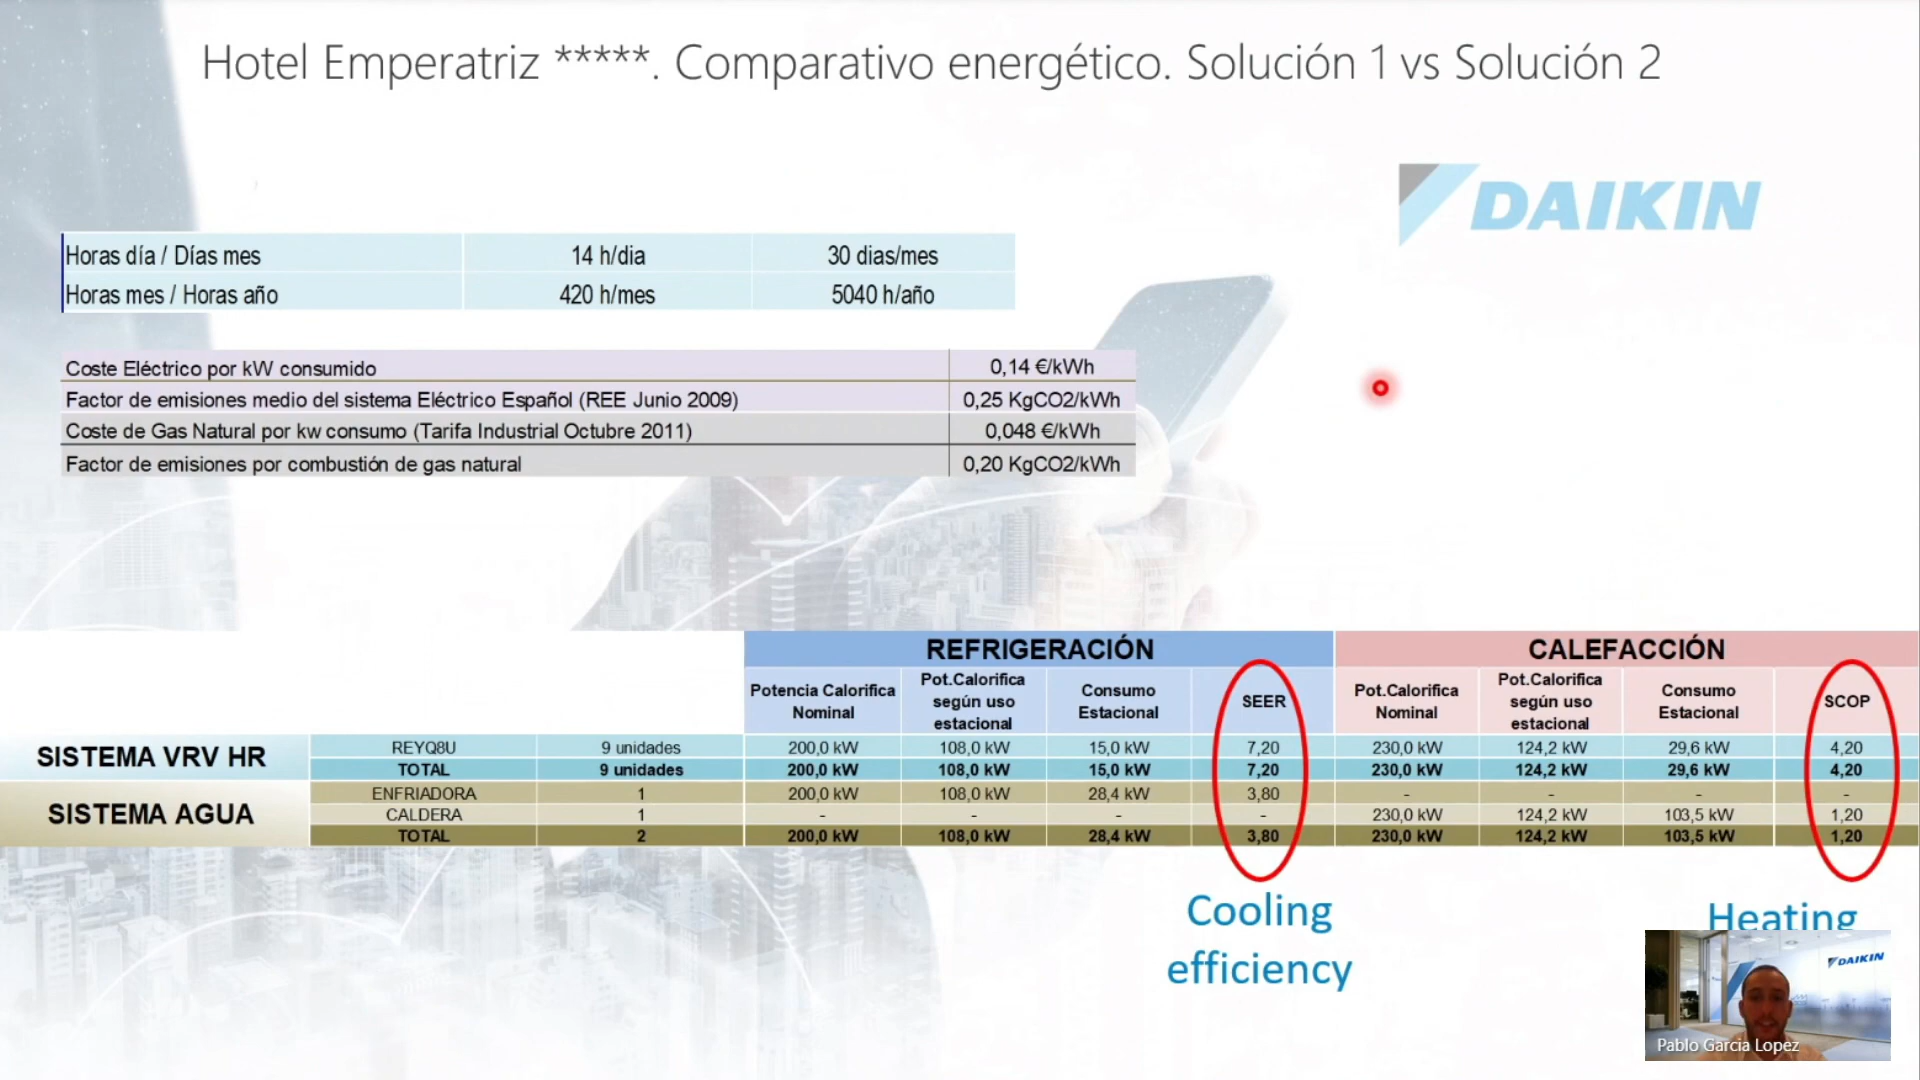 Hotel Emperatriz *****. Comparativo energético. Solución 1 vs Solución 2
DAIKIN
Horas día / Días mes 14 h/dia 30 dias/mes
Horas mes / Horas año 420 h/mes 5040 h/año
Coste Eléctrico por kW consumido 0,14 €/kWh
Factor de emisiones medio del sistema Eléctrico Español (REE Junio 2009) 0,25 KgCO2/kWh
Coste de Gas Natural por kw consumo (Tarifa Industrial Octubre 2011) 0,048 €/kWh
Factor de emisiones por combustión de gas natural 0,20 KgCO2/kWh
REFRIGERACIÓN CALEFACCIÓN
Potencia Calorifica Nominal Pot.Calorifica según uso estacional Consumo Estacional SEER Pot.Calorifica Nominal Pot.Calorifica según uso estacional Consumo Estacional SCOP
SISTEMA VRV HR
REYQ8U 9 unidades 200,0 kW 108,0 kW 15,0 kW 7,20 230,0 kW 124,2 kW 29,6 kW 4,20
TOTAL 9 unidades 200,0 kW 108,0 kW 15,0 kW 7,20 230,0 kW 124,2 kW 29,6 kW 4,20
SISTEMA AGUA
ENFRIADORA 1 200,0 kW 108,0 kW 28,4 kW 3,80 - - - -
CALDERA 1 - - - - 230,0 kW 124,2 kW 103,5 kW 1,20
TOTAL 2 200,0 kW 108,0 kW 28,4 kW 3,80 230,0 kW 124,2 kW 103,5 kW 1,20
Cooling
efficiency
Heating
DAIKIN
Pablo Garcia Lopez